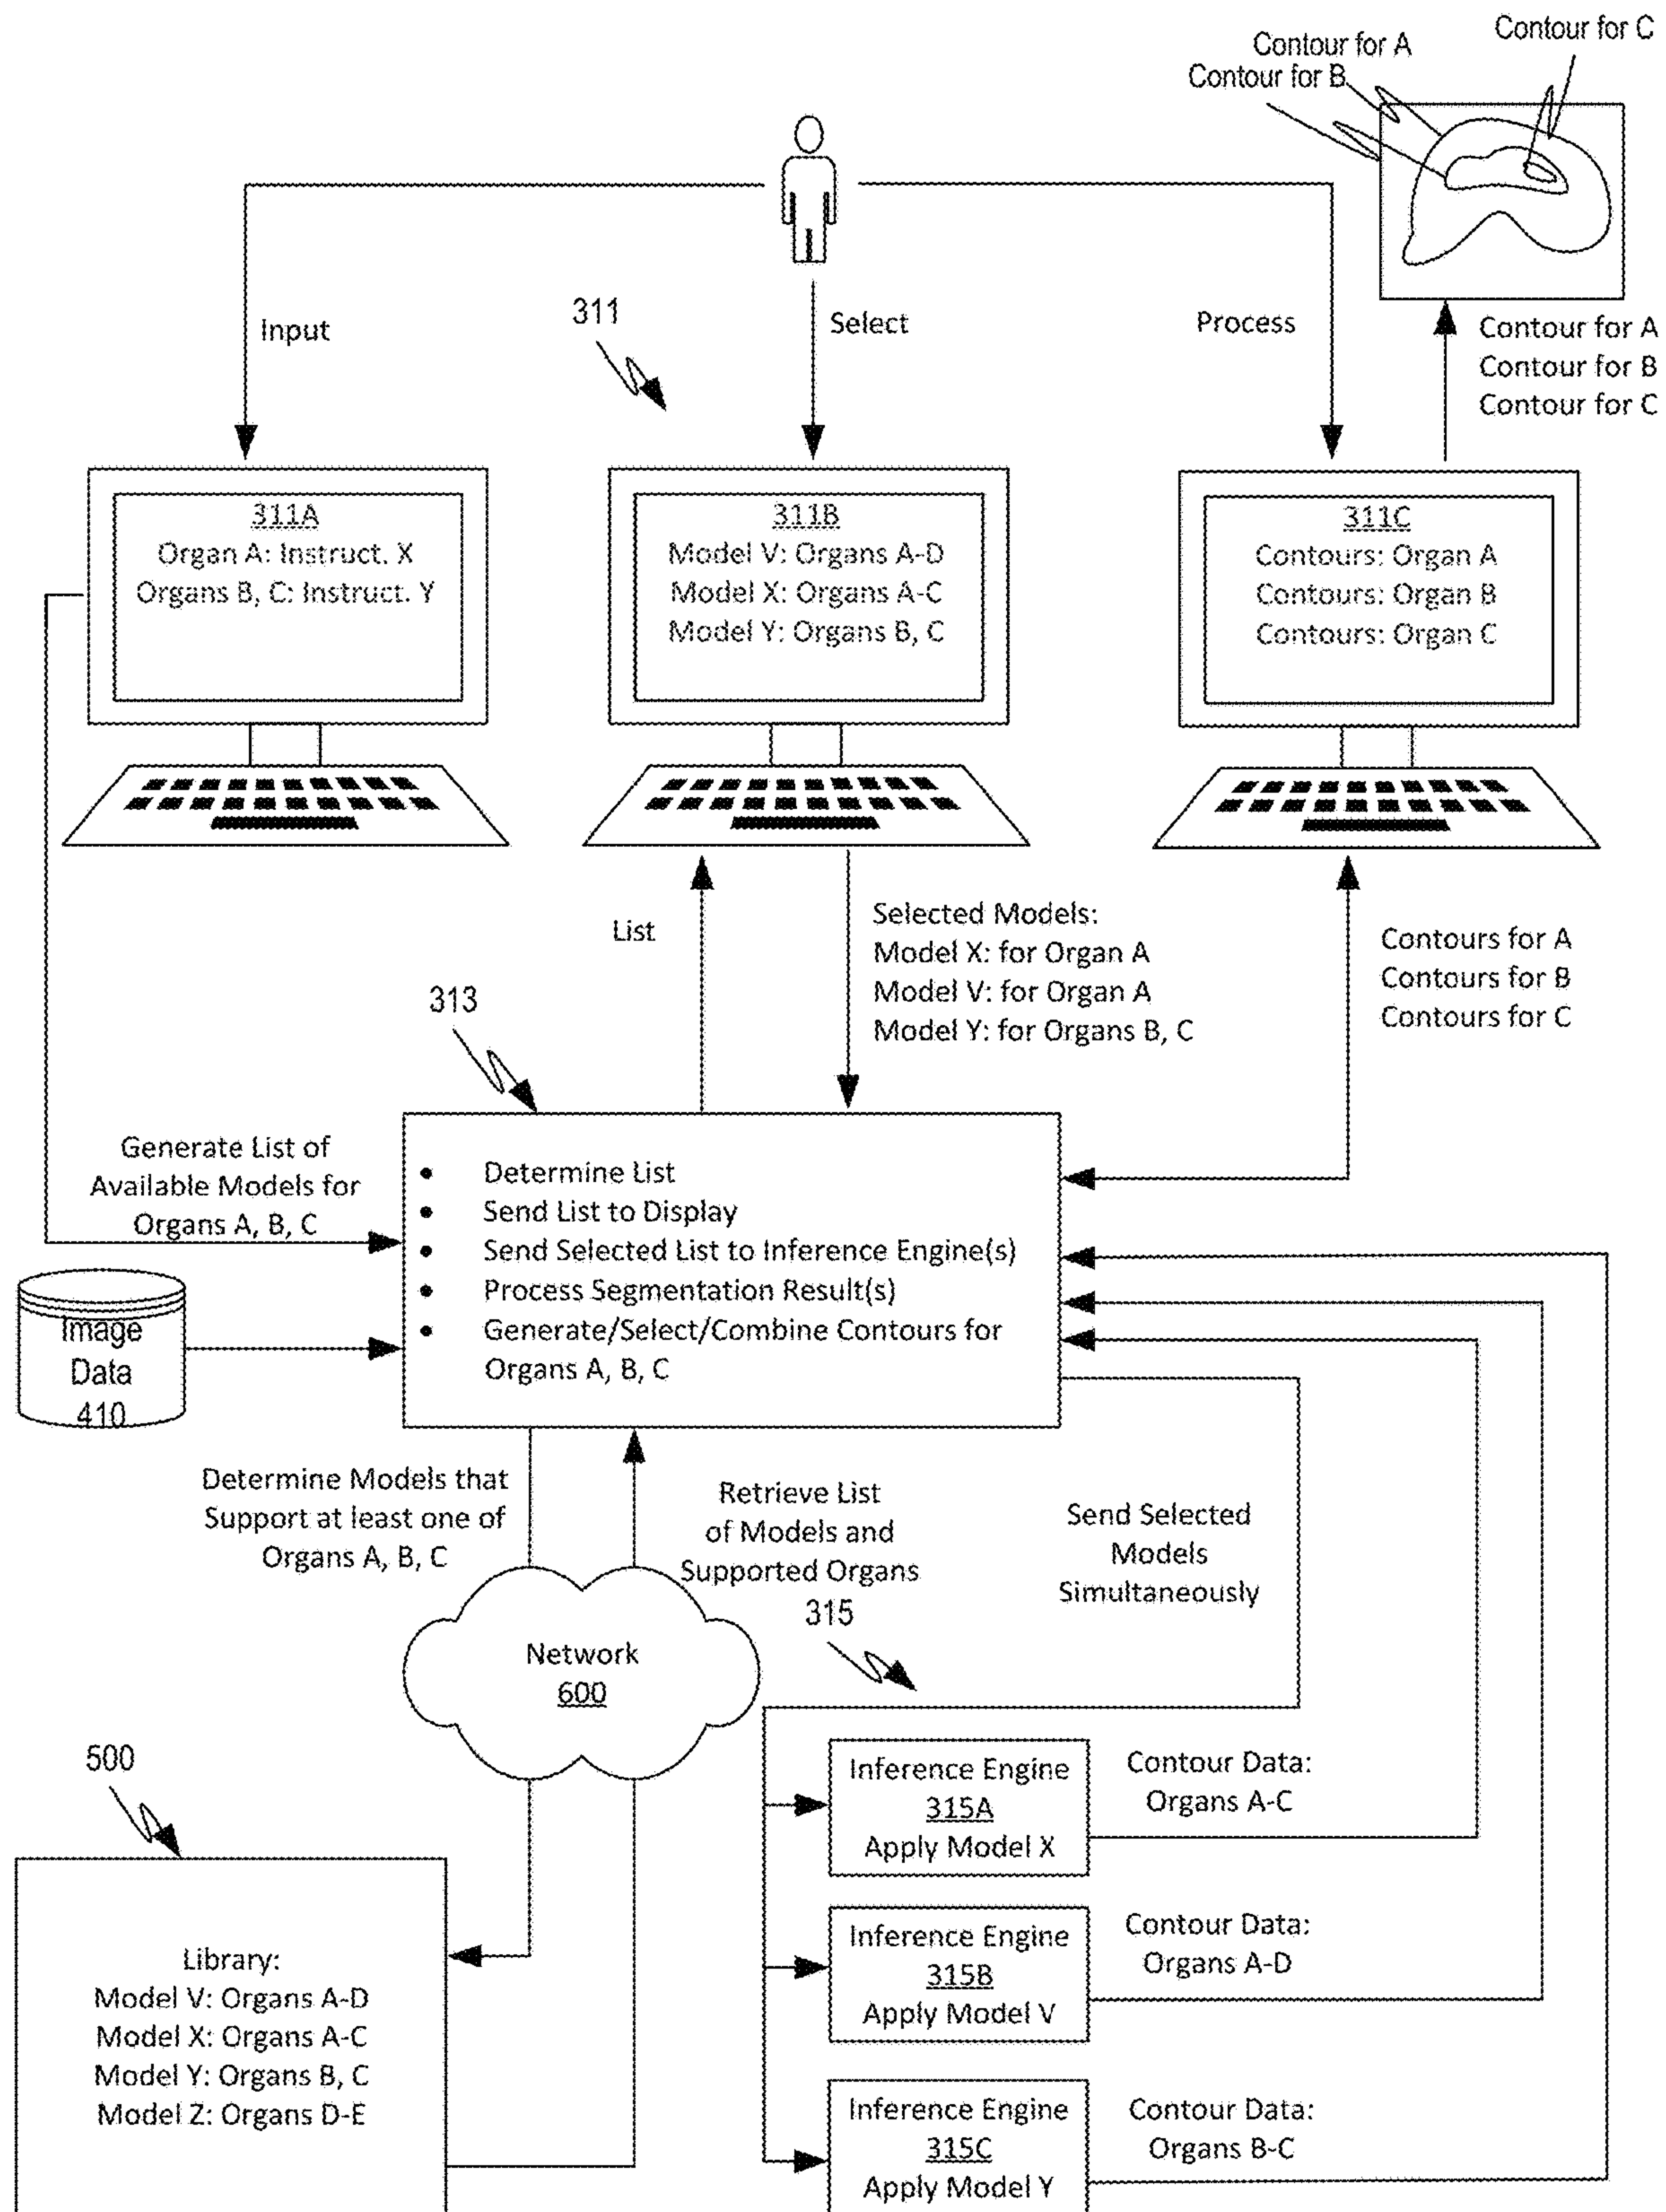 Contour for C
Contour for A
Contour for B
311
Input
Select
Process
Contour for A
Contour for B
Contour for C
311A
Organ A: Instruct. X
Organs B, C: Instruct. Y
311B
Model V: Organs A-D
Model X: Organs A-C
Model Y: Organs B, C
311C
Contours: Organ A
Contours: Organ B
Contours: Organ C
List
Selected Models:
Model X: for Organ A
Model V: for Organ A
Model Y: for Organs B, C
Contours for A
Contours for B
Contours for C
313
Generate List of
Available Models for
Organs A, B, C
• Determine List
• Send List to Display
• Send Selected List to Inference Engine(s)
• Process Segmentation Result(s)
• Generate/Select/Combine Contours for
Organs A, B, C
Image
Data
410
Determine Models that
Support at least one of
Organs A, B, C
Retrieve List
of Models and
Supported Organs
315
Send Selected
Models
Simultaneously
Network
600
500
Library:
Model V: Organs A-D
Model X: Organs A-C
Model Y: Organs B, C
Model Z: Organs D-E
Inference Engine
315A
Apply Model X
Contour Data:
Organs A-C
Inference Engine
315B
Apply Model V
Contour Data:
Organs A-D
Inference Engine
315C
Apply Model Y
Contour Data:
Organs B-C